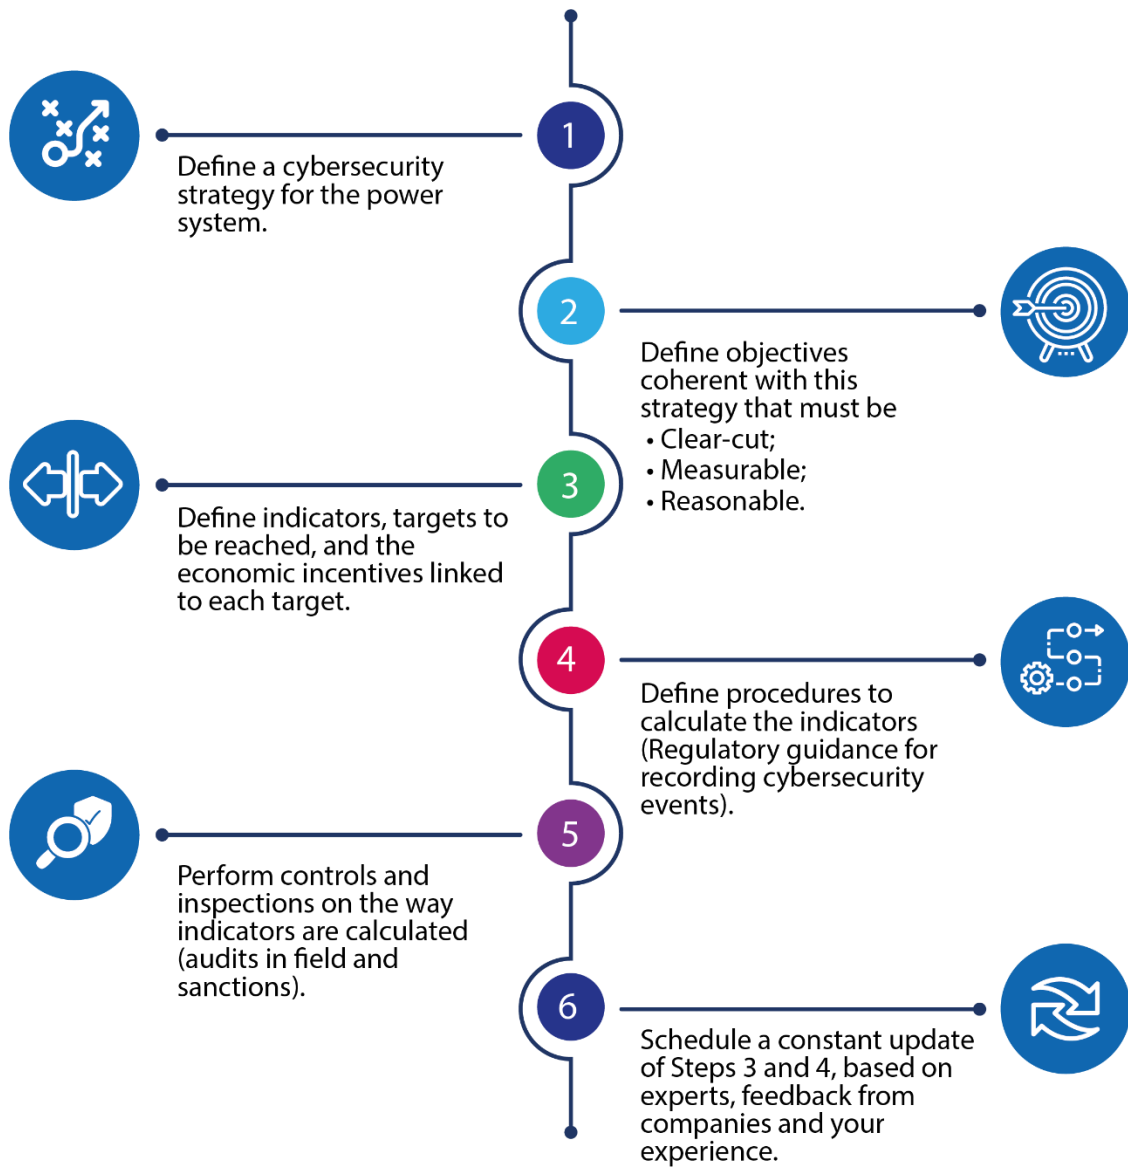 1
Define a cybersecurity
strategy for the power
system.
2
Define objectives
coherent with this
strategy that must be
• Clear-cut;
• Measurable;
• Reasonable.
3
Define indicators, targets to
be reached, and the
economic incentives linked
to each target.
4
Define procedures to
calculate the indicators
(Regulatory guidance for
recording cybersecurity
events).
5
Perform controls and
inspections on the way
indicators are calculated
(audits in field and
sanctions).
6
Schedule a constant update
of Steps 3 and 4, based on
experts, feedback from
companies and your
experience.